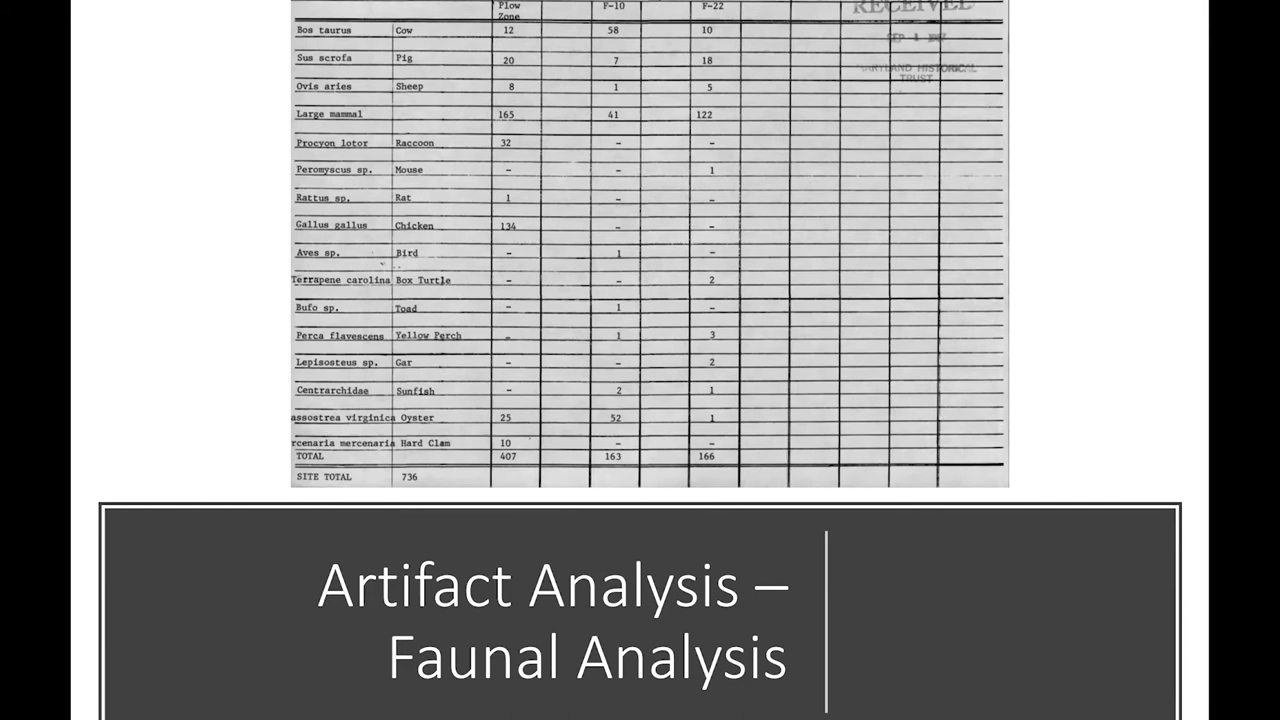 Plow Zone F-10 F-22
RECEIVED
Bos taurus Cow 12 58 10
SEP 1 1987
Sus scrofa Pig 20 7 18
MARYLAND HISTORICAL
TRUST
Ovis aries Sheep 8 1 5
Large mammal 165 41 122
Procyon lotor Raccoon 32 - -
Peromyscus sp. Mouse - - 1
Rattus sp. Rat 1 - -
Gallus gallus Chicken 134 - -
Aves sp. Bird - 1 -
Terrapene carolina Box Turtle - - 2
Bufo sp. Toad - 1 -
Perca flavescens Yellow Perch - 1 3
Lepisosteus sp. Gar - - 2
Centrarchidae Sunfish - 2 1
assostrea virginica Oyster 25 52 1
rcenaria mercenaria Hard Clam 10 - -
TOTAL 407 163 166
SITE TOTAL 736
Artifact Analysis –
Faunal Analysis